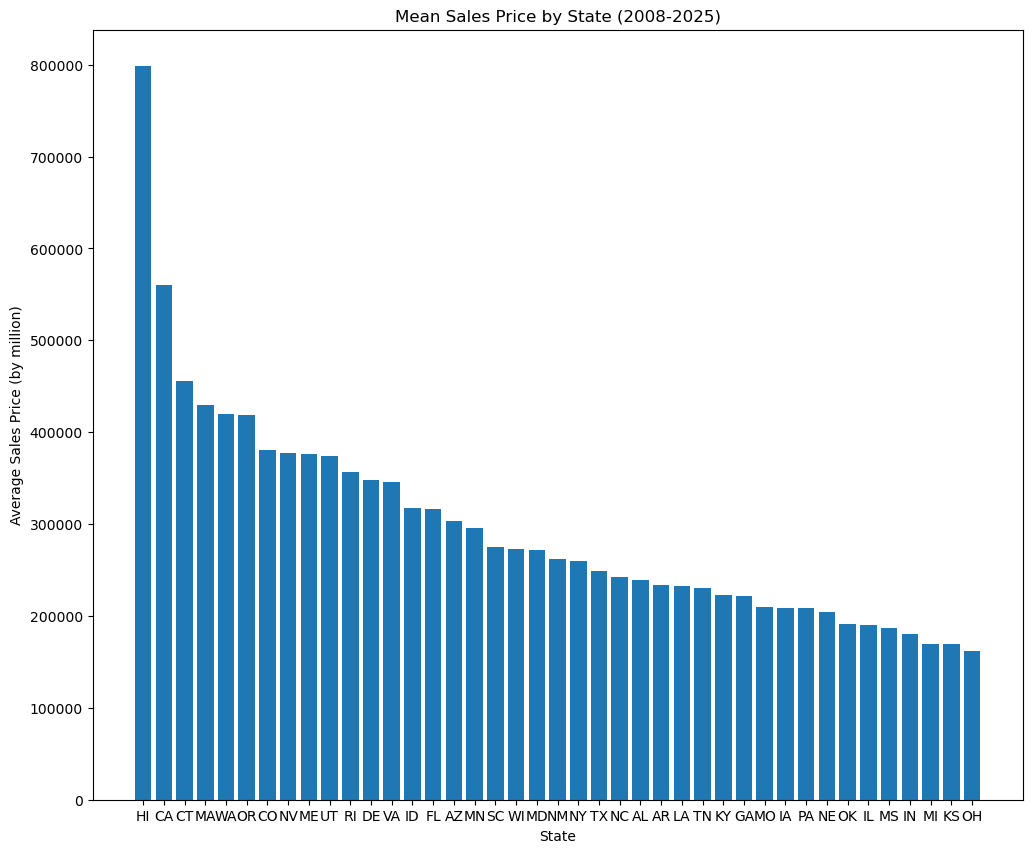 Mean Sales Price by State (2008-2025)
800000
700000
600000
500000
400000
300000
200000
100000
0
Average Sales Price (by million)
HI CA CT MA WA OR CO NV ME UT RI DE VA ID FL AZ MN SC WI MD NM NY TX NC AL AR LA TN KY GA MO IA PA NE OK IL MS IN MI KS OH
State